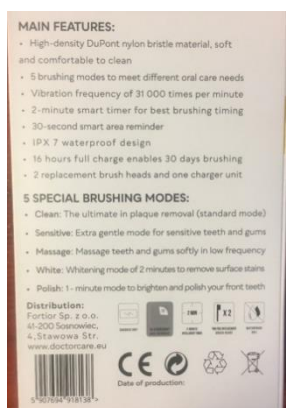 MAIN FEATURES:
• High-density DuPont nylon bristle material, soft
and comfortable to clean
• 5 brushing modes to meet different oral care needs
• Vibration frequency of 31 000 times per minute
• 2-minute smart timer for best brushing timing
• 30-second smart area reminder
• IPX 7 waterproof design
• 16 hours full charge enables 30 days brushing
• 2 replacement brush heads and one charger unit
5 SPECIAL BRUSHING MODES:
• Clean: The ultimate in plaque removal (standard mode)
• Sensitive: Extra gentle mode for sensitive teeth and gums
• Massage: Massage teeth and gums softly in low frequency
• White: Whitening mode of 2 minutes to remove surface stains
• Polish: 1 - minute mode to brighten and polish your front teeth
Distribution:
Fortior Sp. z o.o.
41-200 Sosnowiec,
4,Stawowa Str.
www.doctorcare.eu
2 MIN
X 2
CE
Date of production:
5 907694 918138 >